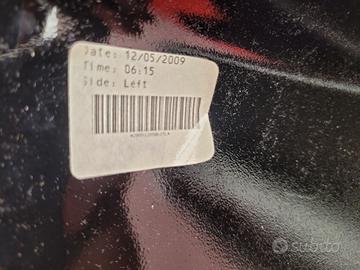 Date: 12/05/2009
Time: 06:15
Side: Left
subito